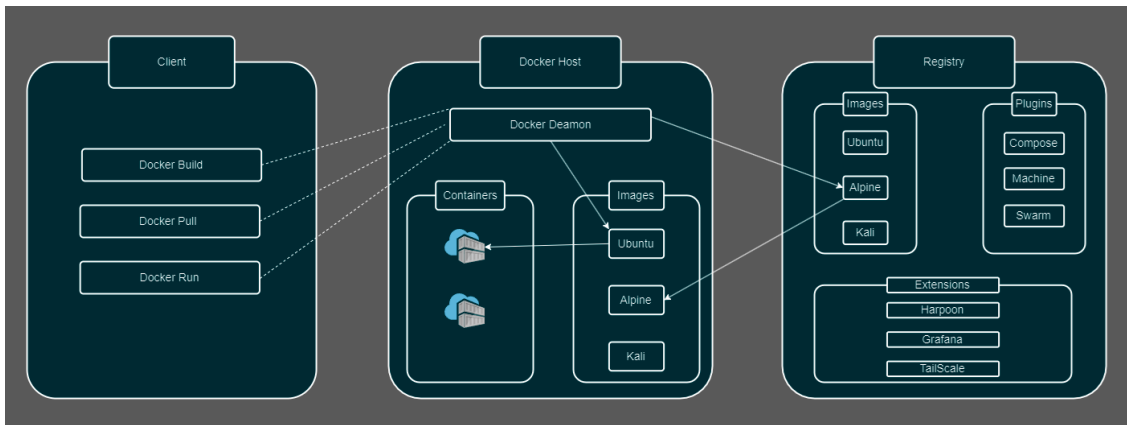 Client
Docker Build
Docker Pull
Docker Run
Docker Host
Docker Deamon
Containers
Images
Ubuntu
Alpine
Kali
Registry
Images
Ubuntu
Alpine
Kali
Plugins
Compose
Machine
Swarm
Extensions
Harpoon
Grafana
TailScale